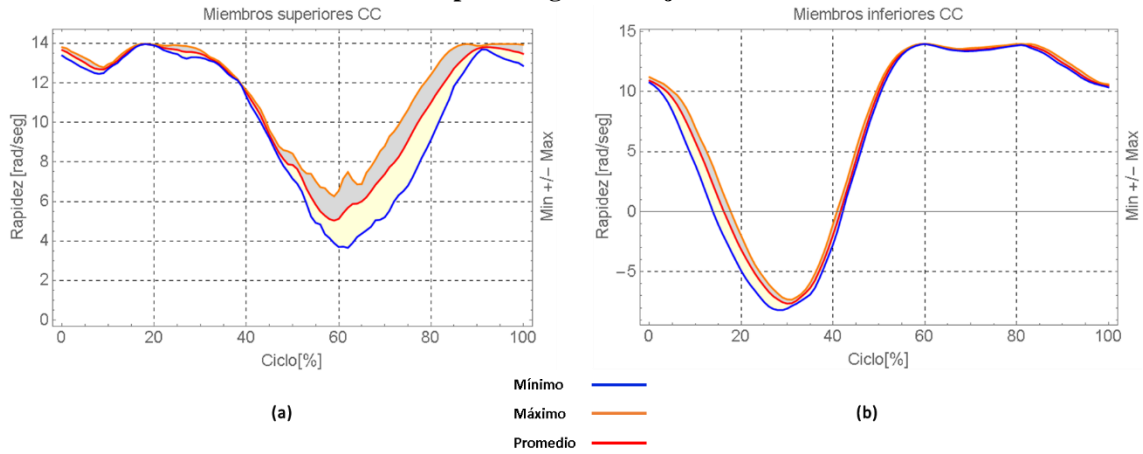 Miembros superiores CC
14
12
10
8
6
4
2
0
Rapidez [rad/seg]
Min +/− Max
0 20 40 60 80 100
Ciclo[%]
(a)
Miembros inferiores CC
15
10
5
0
−5
Rapidez [rad/seg]
Min +/− Max
0 20 40 60 80 100
Ciclo[%]
(b)
Mínimo
Máximo
Promedio